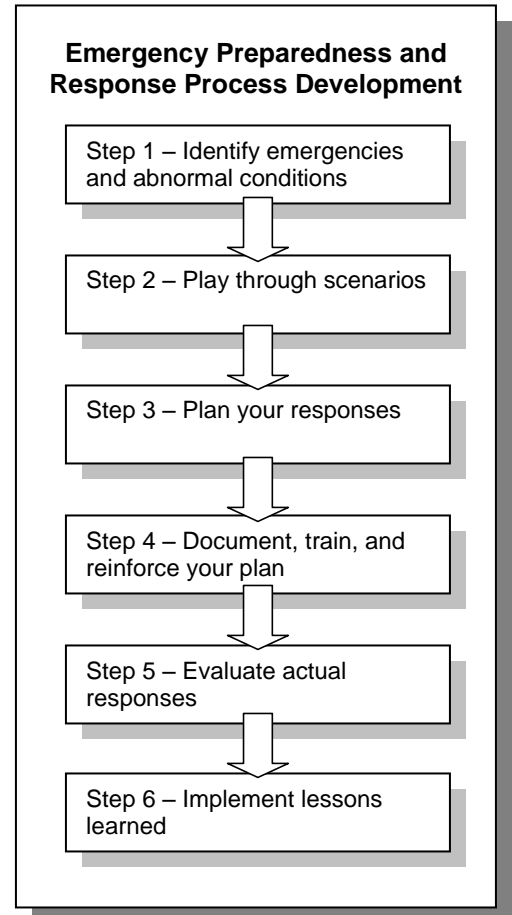 Emergency Preparedness and
Response Process Development
Step 1 – Identify emergencies
and abnormal conditions
Step 2 – Play through scenarios
Step 3 – Plan your responses
Step 4 – Document, train, and
reinforce your plan
Step 5 – Evaluate actual
responses
Step 6 – Implement lessons
learned